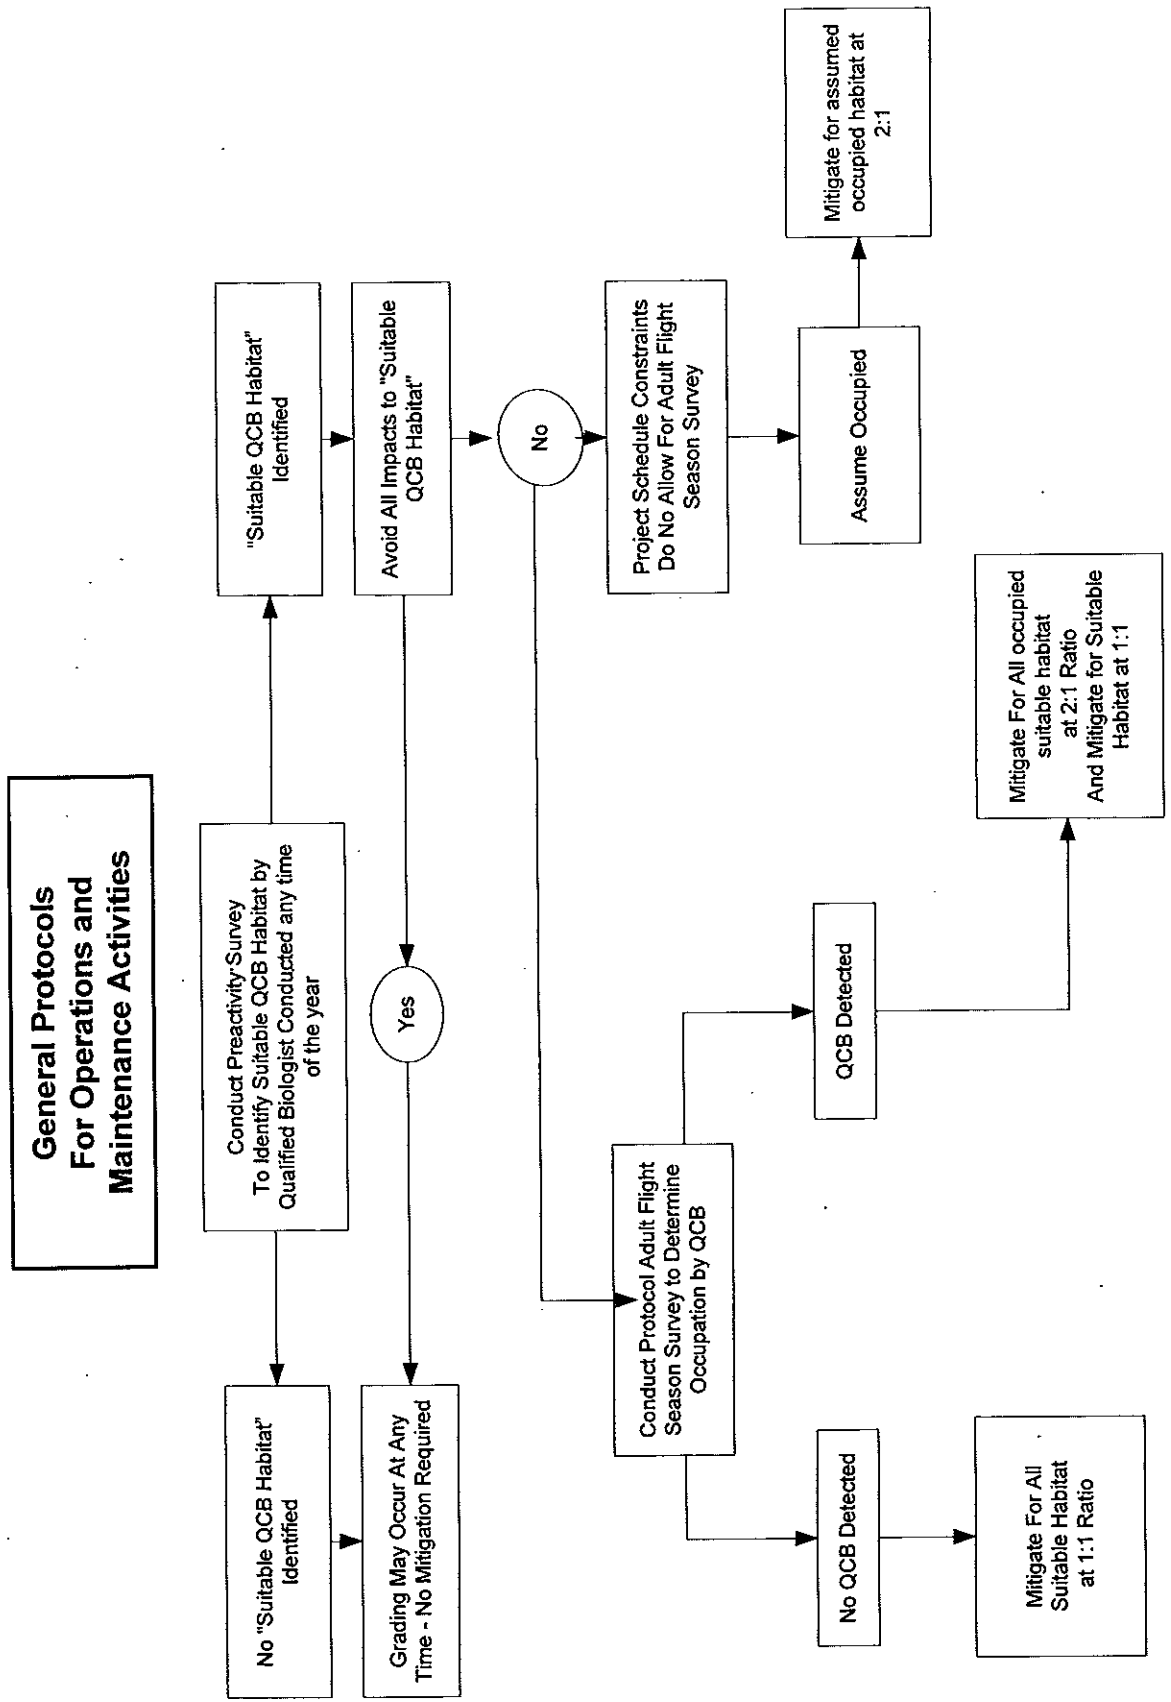 General Protocols
For Operations and
Maintenance Activities
Conduct Preactivity Survey
To Identify Suitable QCB Habitat by
Qualified Biologist Conducted any time
of the year
No "Suitable QCB Habitat"
Identified
"Suitable QCB Habitat"
Identified
Grading May Occur At Any
Time - No Mitigation Required
Yes
Avoid All Impacts to "Suitable
QCB Habitat"
No
Conduct Protocol Adult Flight
Season Survey to Determine
Occupation by QCB
Project Schedule Constraints
Do No Allow For Adult Flight
Season Survey
No QCB Detected
QCB Detected
Assume Occupied
Mitigate for assumed
occupied habitat at
2:1
Mitigate For All
Suitable Habitat
at 1:1 Ratio
Mitigate For All occupied
suitable habitat
at 2:1 Ratio
And Mitigate for Suitable
Habitat at 1:1